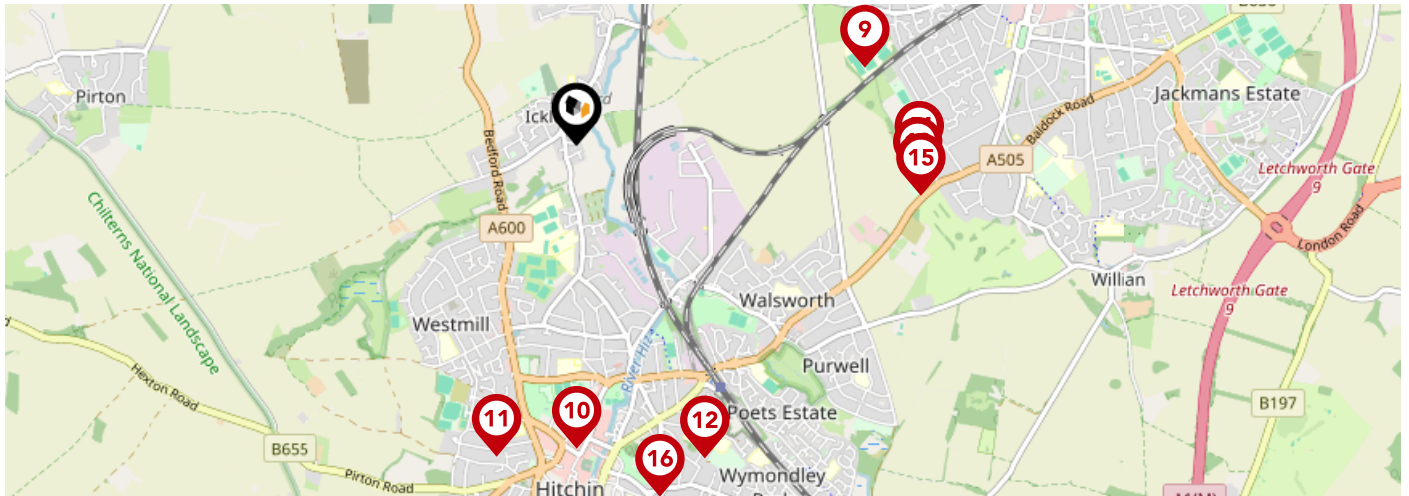 9
Pirton
Jackmans Estate
Baldock Road
15
A505
Letchworth Gate
9
Bedford Road
A600
London Road
Chilterns National Landscape
Willian
Letchworth Gate
9
Walsworth
Westmill
River Hiz
Purwell
Hexton Road
B197
11
10
12
Poets Estate
B655
16
Wymondley
Pirton Road
Hitchin